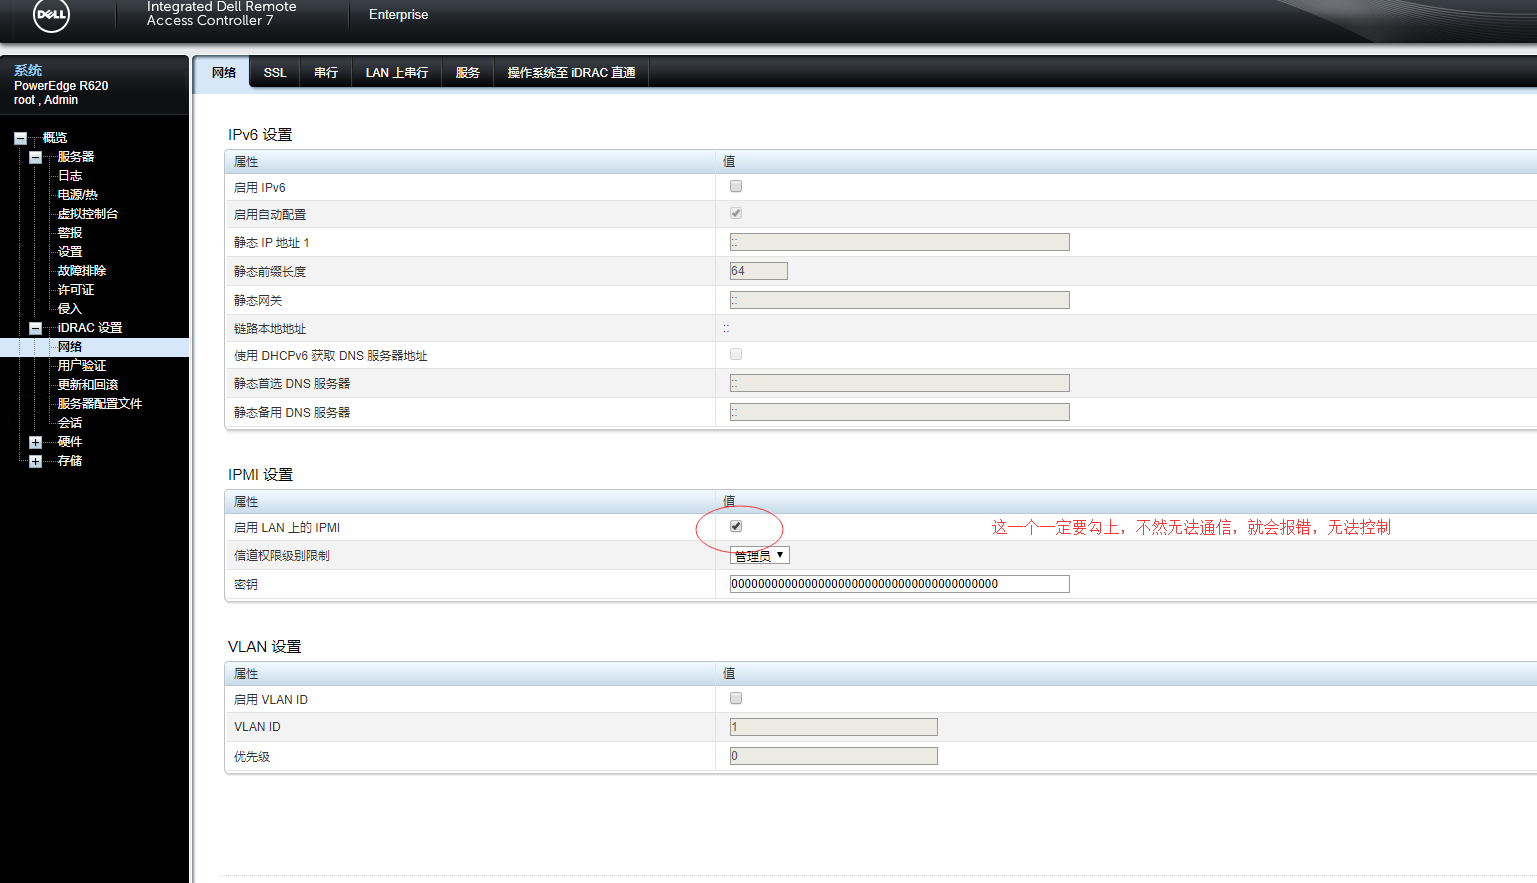 DELL
Integrated Dell Remote
Access Controller 7
Enterprise
系统
PowerEdge R620
root , Admin
概览
服务器
日志
电源/热
虚拟控制台
警报
设置
故障排除
许可证
侵入
iDRAC 设置
网络
用户验证
更新和回滚
服务器配置文件
会话
硬件
存储
网络 SSL 串行 LAN 上串行 服务 操作系统至 iDRAC 直通
IPv6 设置
属性 值
启用 IPv6
启用自动配置
静态 IP 地址 1 ::
静态前缀长度 64
静态网关 ::
链路本地地址 ::
使用 DHCPv6 获取 DNS 服务器地址
静态首选 DNS 服务器 ::
静态备用 DNS 服务器 ::
IPMI 设置
属性 值
启用 LAN 上的 IPMI 这一个一定要勾上，不然无法通信，就会报错，无法控制
信道权限级别限制 管理员
密钥 0000000000000000000000000000000000000000
VLAN 设置
属性 值
启用 VLAN ID
VLAN ID 1
优先级 0